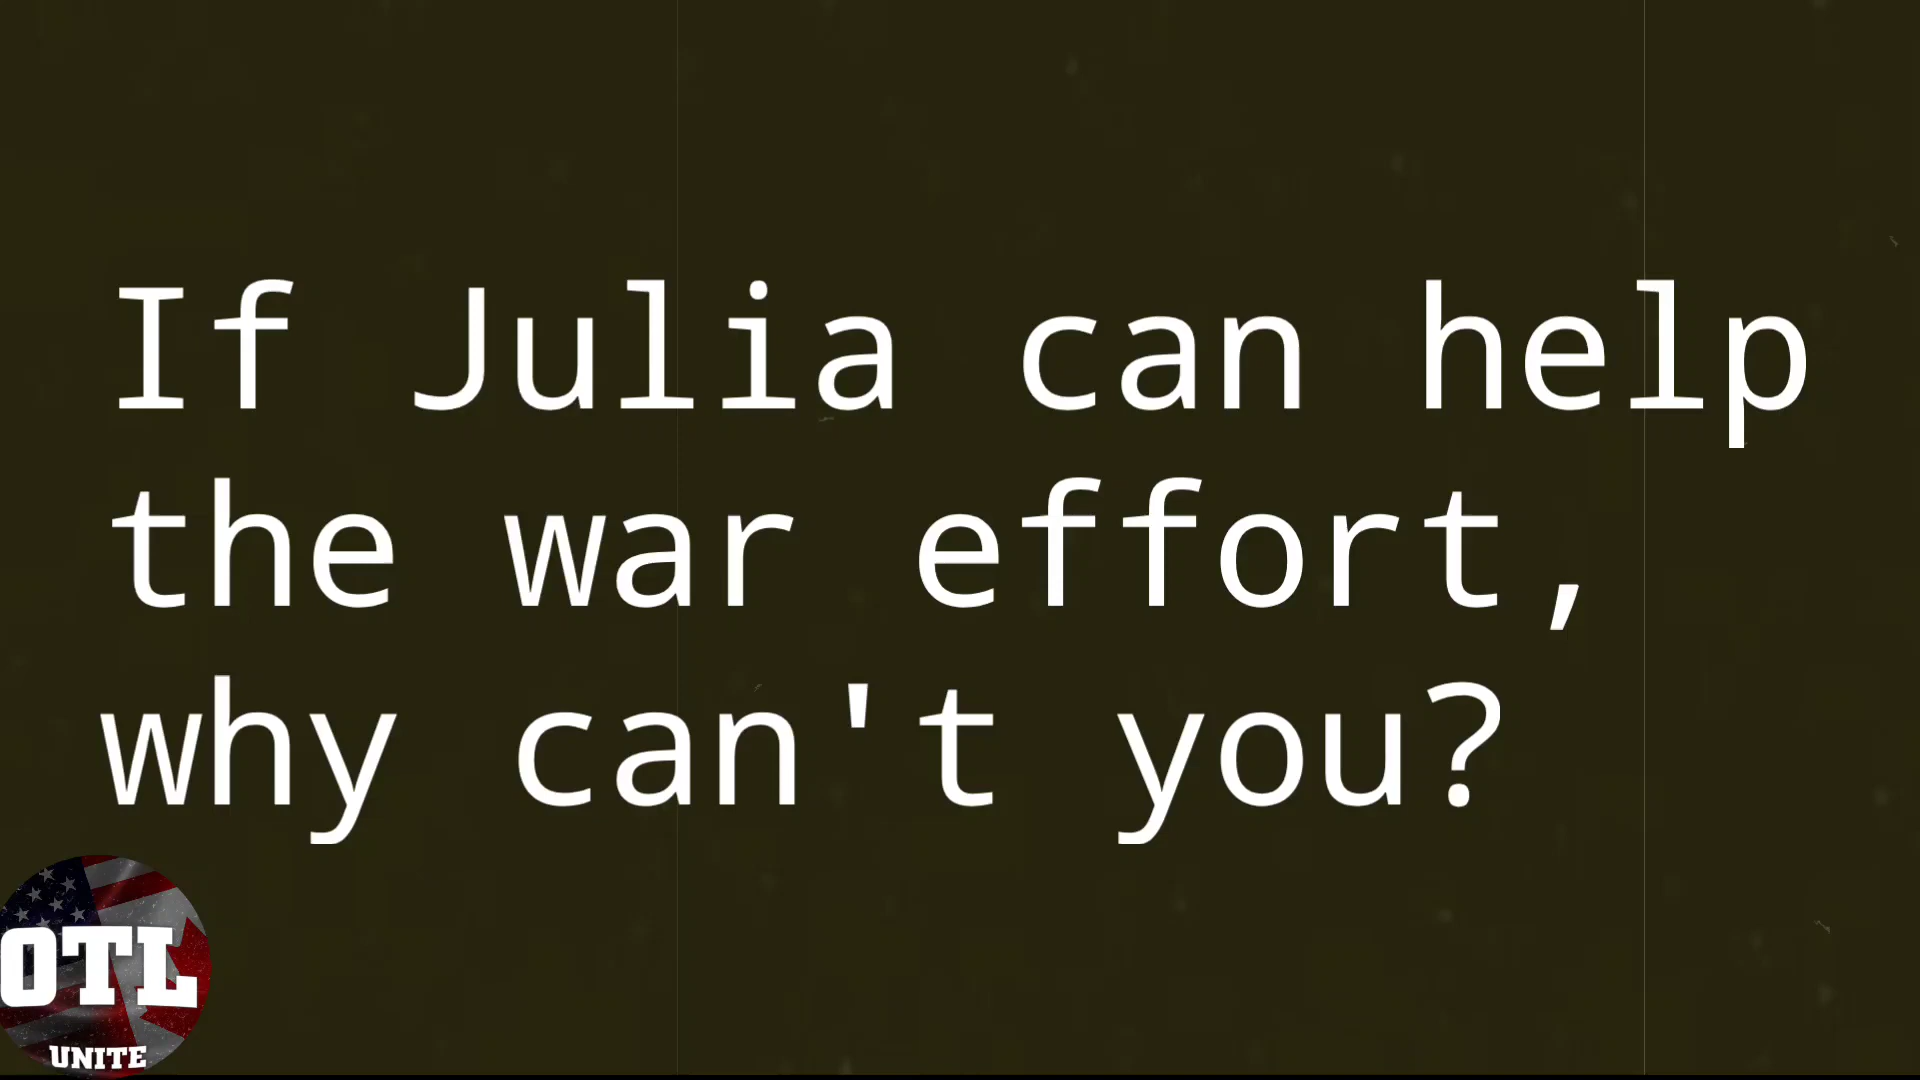 If Julia can help
the war effort,
why can't you?
OTL
UNITE